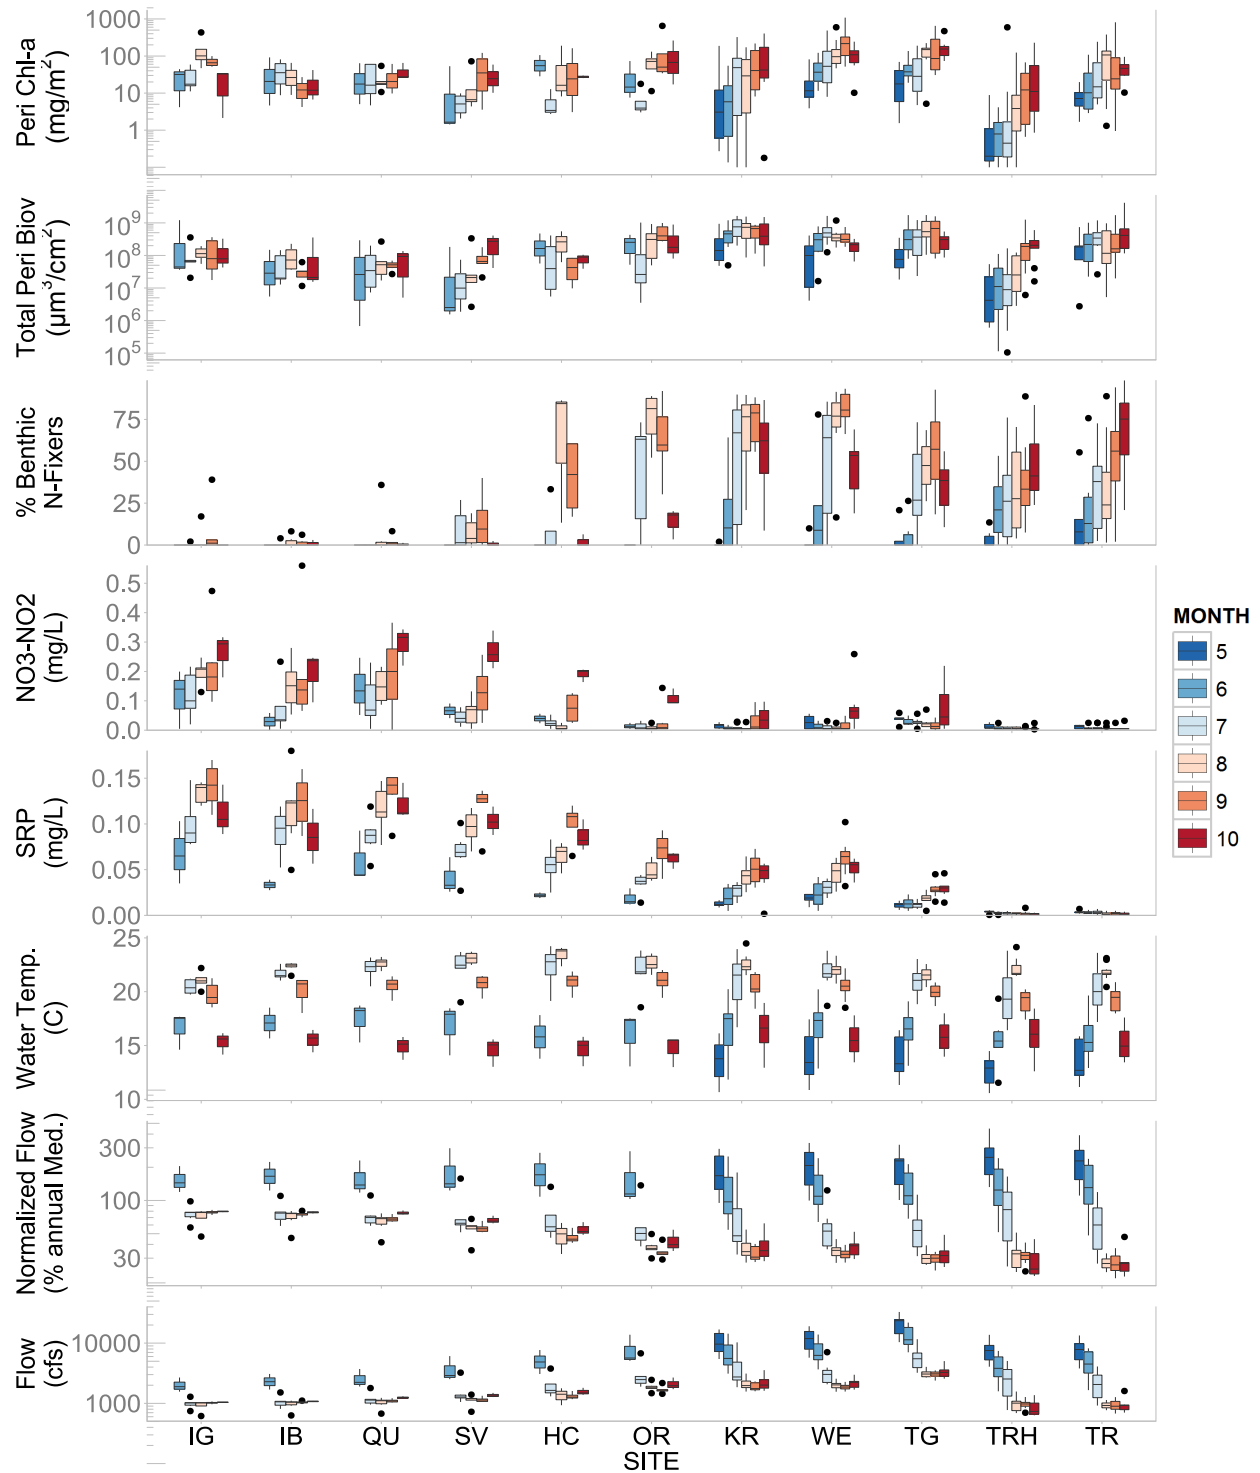 Peri Chl-a
(mg/m²)
1000
100
10
1
Total Peri Biov
(µm³/cm²)
10⁹
10⁸
10⁷
10⁶
10⁵
% Benthic
N-Fixers
75
50
25
0
NO3-NO2
(mg/L)
0.5
0.4
0.3
0.2
0.1
0.0
SRP
(mg/L)
0.15
0.10
0.05
0.00
Water Temp.
(C)
25
20
15
10
Normalized Flow
(% annual Med.)
300
100
30
Flow
(cfs)
10000
1000
IG IB QU SV HC OR KR WE TG TRH TR
SITE
MONTH
5
6
7
8
9
10